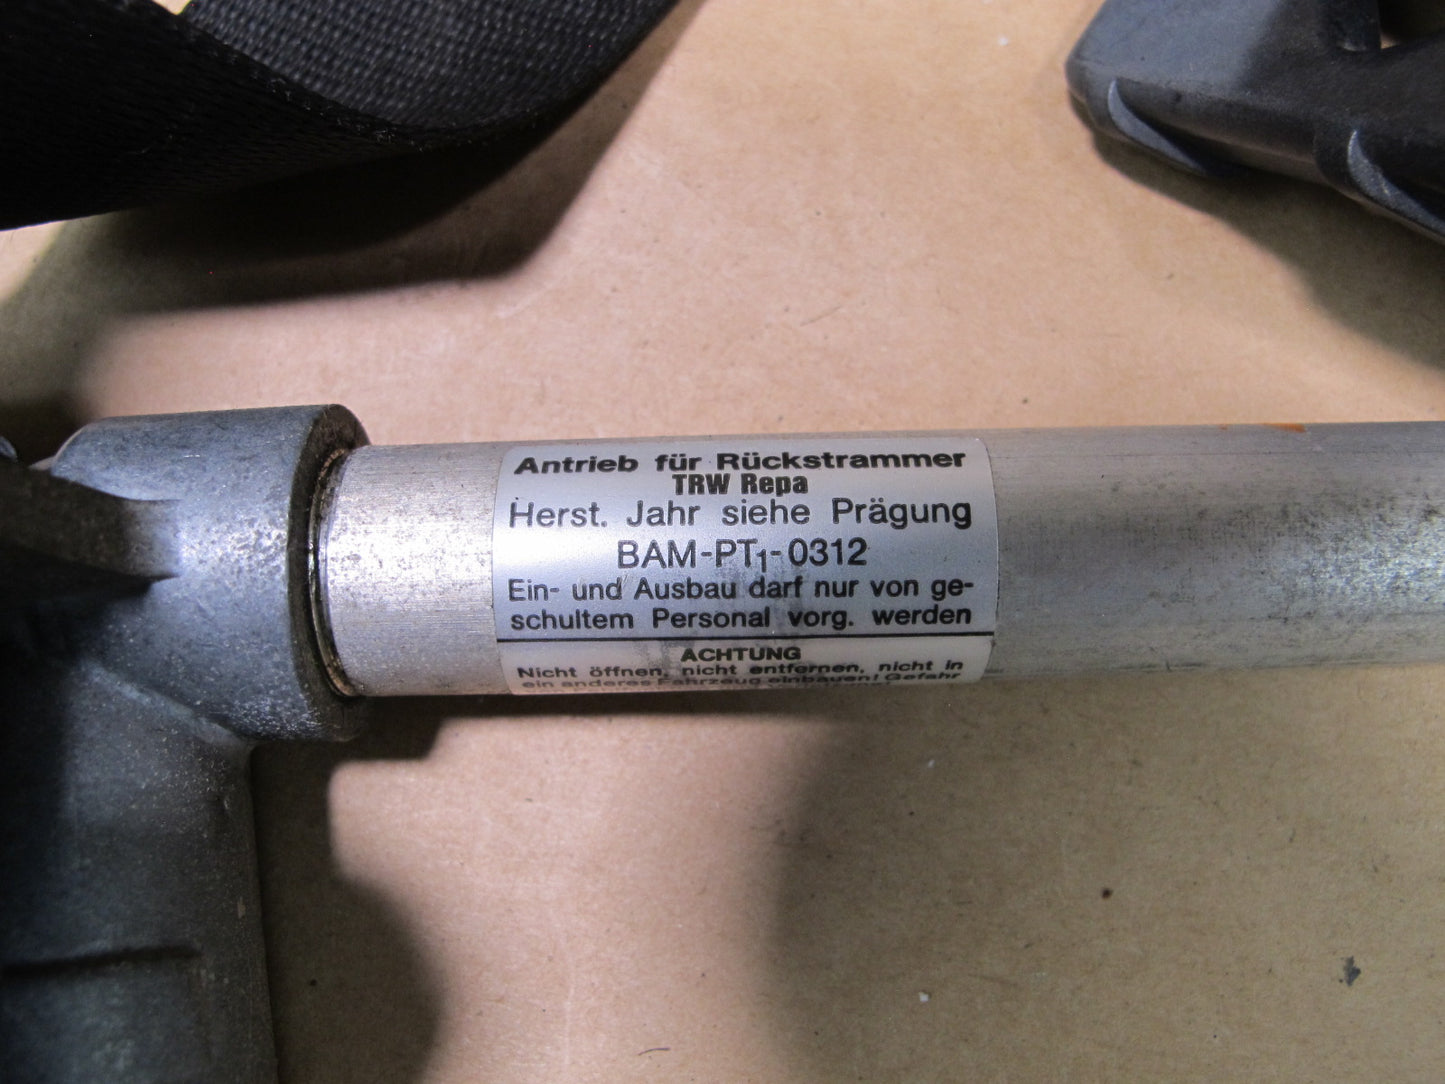 Antrieb für Rückstrammer
TRW Repa
Herst. Jahr siehe Prägung
BAM-PT1-0312
Ein- und Ausbau darf nur von ge-
schultem Personal vorg. werden
ACHTUNG
Nicht öffnen, nicht entfernen, nicht in
ein anderes Fahrzeug einbauen! Gefahr